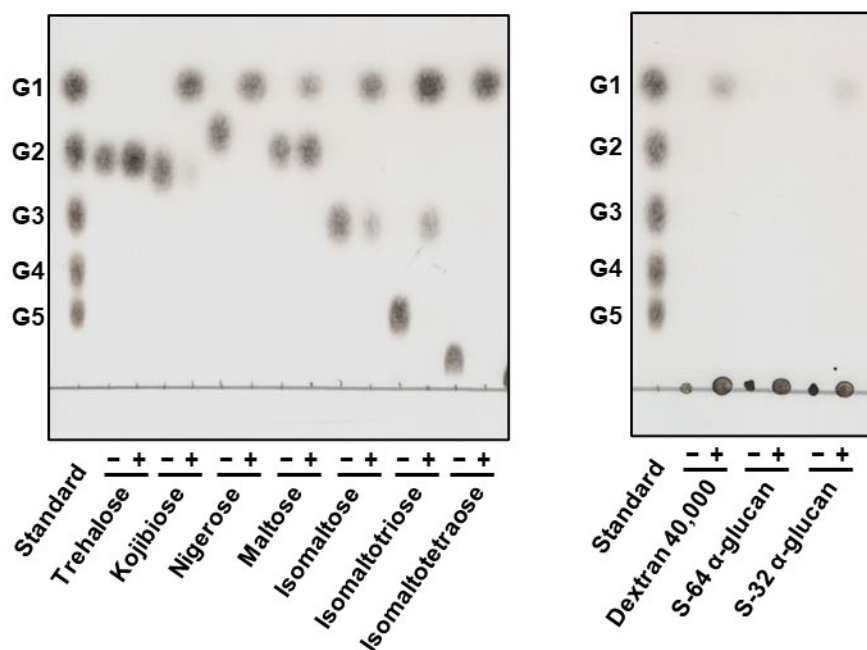 G1
G2
G3
G4
G5
− + − + − + − + − + − + − +
Standard
Trehalose
Kojibiose
Nigerose
Maltose
Isomaltose
Isomaltotriose
Isomaltotetraose
G1
G2
G3
G4
G5
− + − + − +
Standard
Dextran 40,000
S-64 α-glucan
S-32 α-glucan